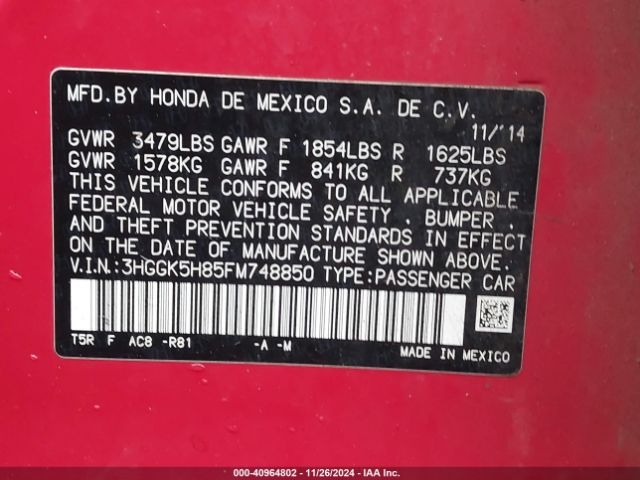 MFD.BY HONDA DE MEXICO S.A. DE C.V.
11/'14
GVWR 3479LBS GAWR F 1854LBS R 1625LBS
GVWR 1578KG GAWR F 841KG R 737KG
THIS VEHICLE CONFORMS TO ALL APPLICABLE
FEDERAL MOTOR VEHICLE SAFETY , BUMPER ,
AND THEFT PREVENTION STANDARDS IN EFFECT
ON THE DATE OF MANUFACTURE SHOWN ABOVE.
V.I.N.:3HGGK5H85FM748850 TYPE:PASSENGER CAR
T5R F AC8 -R81 -A -M MADE IN MEXICO
000-40964802 - 11/26/2024 - IAAI.com